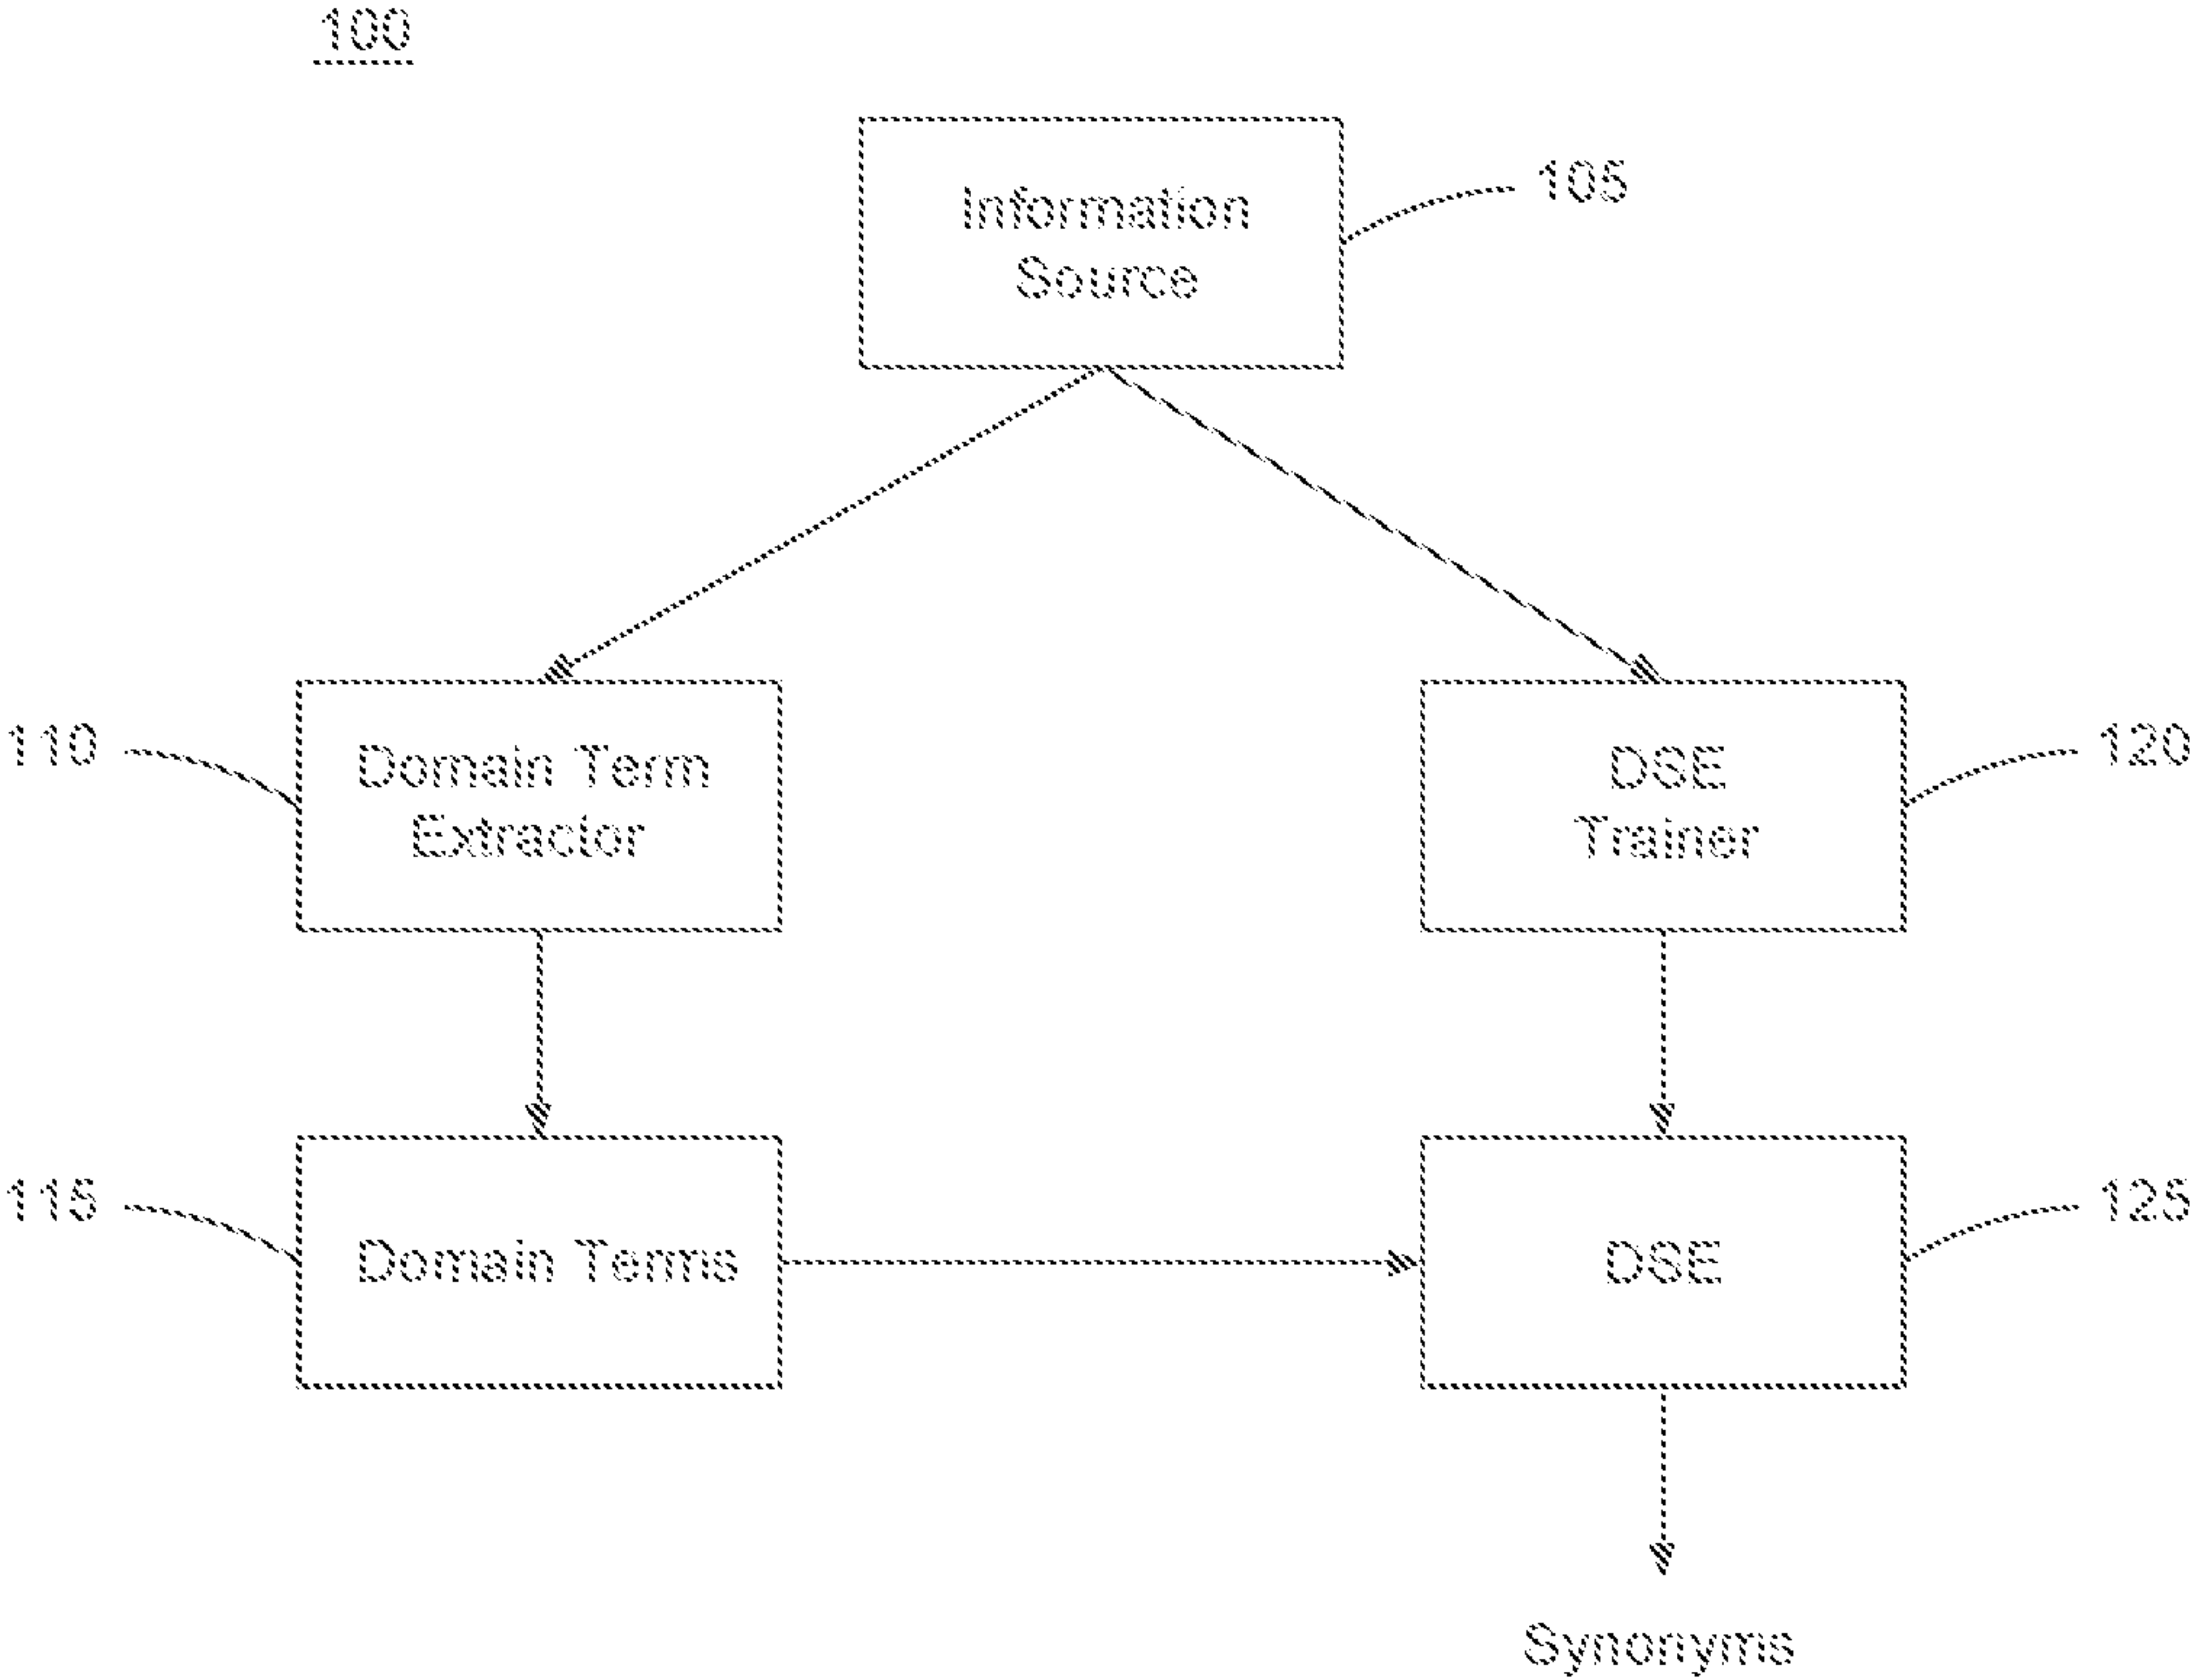 100
Information
Source
105
110
Domain Term
Extractor
DSE
Trainer
120
115
Domain Terms
DSE
125
Synonyms